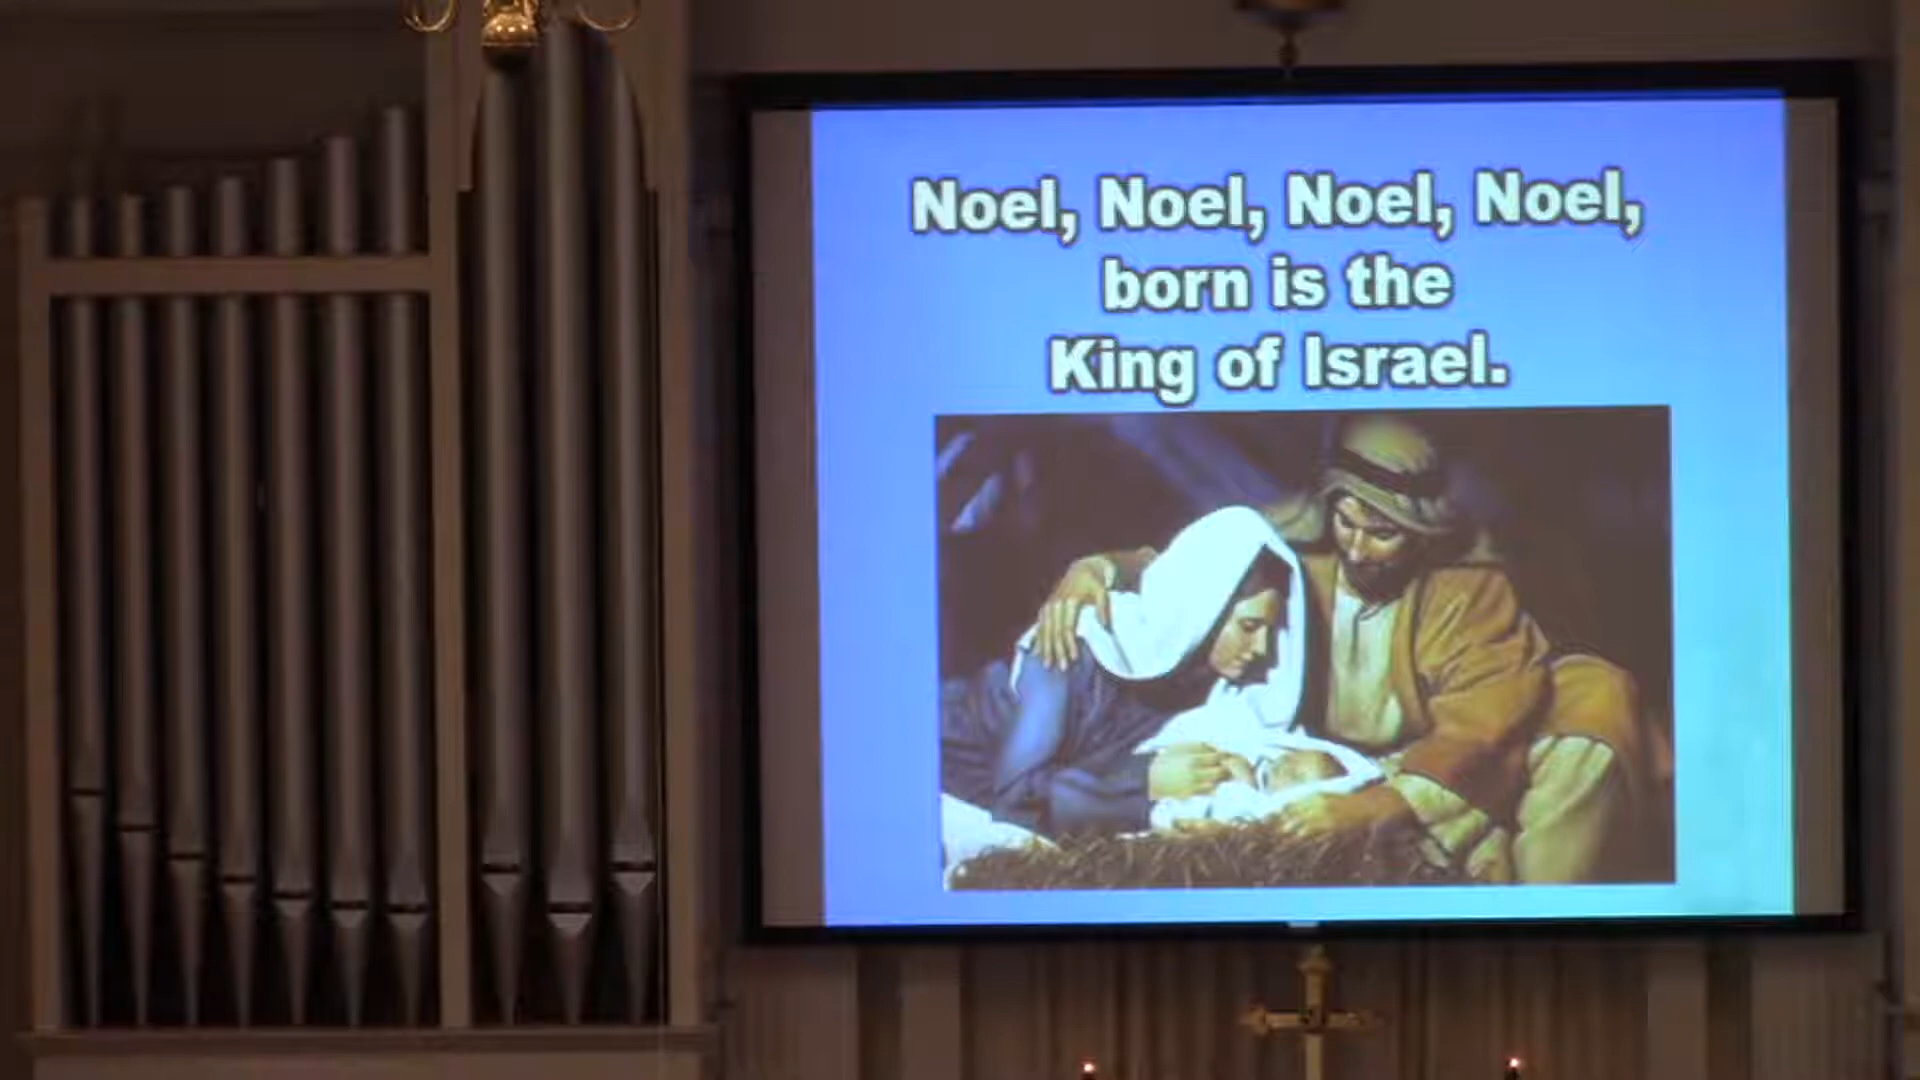 Noel, Noel, Noel, Noel,
born is the
King of Israel.